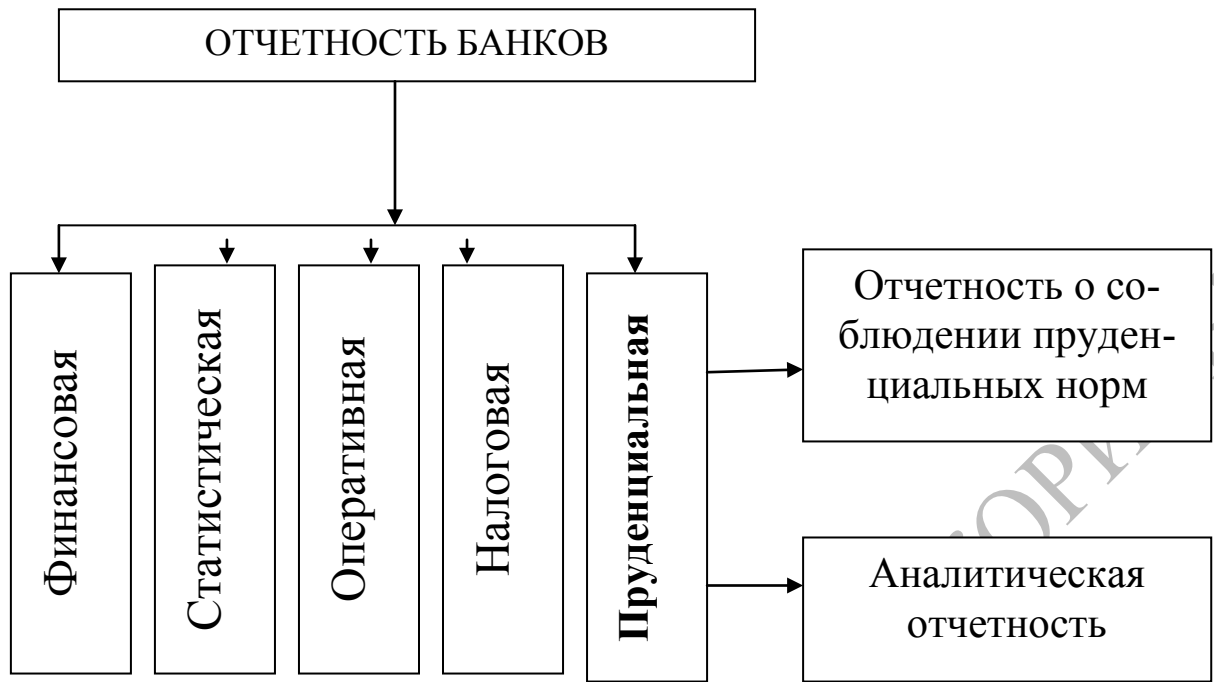 ОТЧЕТНОСТЬ БАНКОВ
Финансовая
Статистическая
Оперативная
Налоговая
Пруденциальная
Отчетность о со-
блюдении пруден-
циальных норм
Аналитическая
отчетность